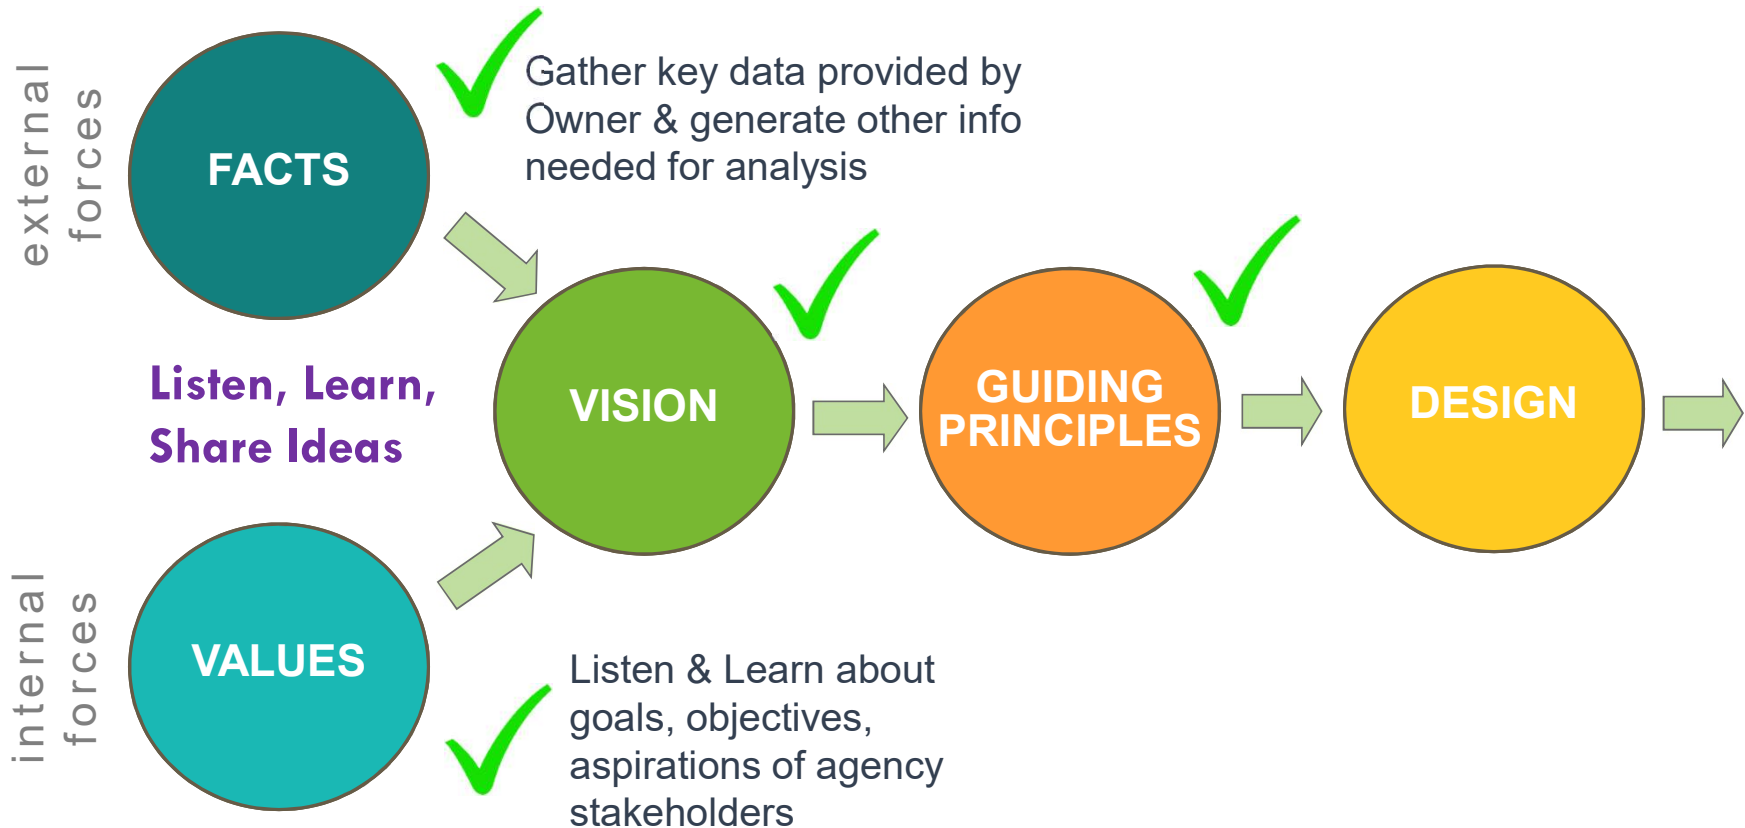 external
forces
FACTS
Gather key data provided by
Owner & generate other info
needed for analysis
Listen, Learn,
Share Ideas
VISION
GUIDING
PRINCIPLES
DESIGN
internal
forces
VALUES
Listen & Learn about
goals, objectives,
aspirations of agency
stakeholders